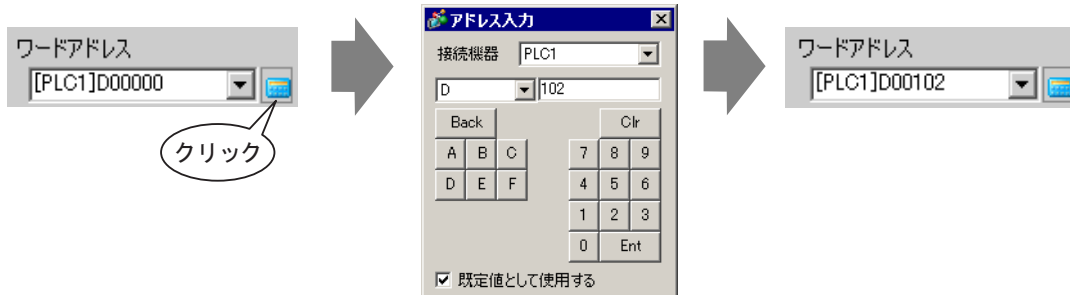 ワードアドレス
[PLC1]D00000
クリック
アドレス入力
接続機器 PLC1
D 102
Back Clr
A B C 7 8 9
D E F 4 5 6
1 2 3
0 Ent
既定値として使用する
ワードアドレス
[PLC1]D00102